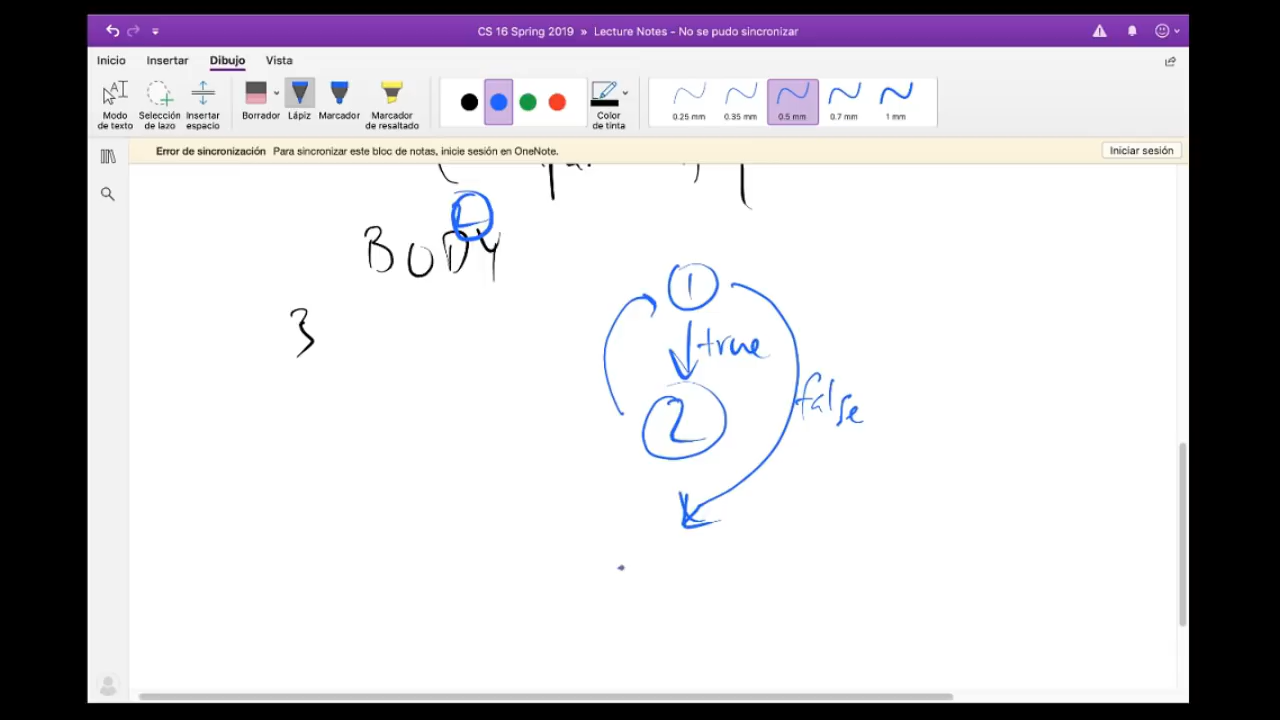 CS 16 Spring 2019 » Lecture Notes - No se pudo sincronizar
Inicio Insertar Dibujo Vista
Modo de texto
Selección de lazo
Insertar espacio
Borrador
Lápiz
Marcador
Marcador de resaltado
Color de tinta
0.25 mm 0.35 mm 0.5 mm 0.7 mm 1 mm
Error de sincronización Para sincronizar este bloc de notas, inicie sesión en OneNote.
Iniciar sesión
BODY
1
true
false
2